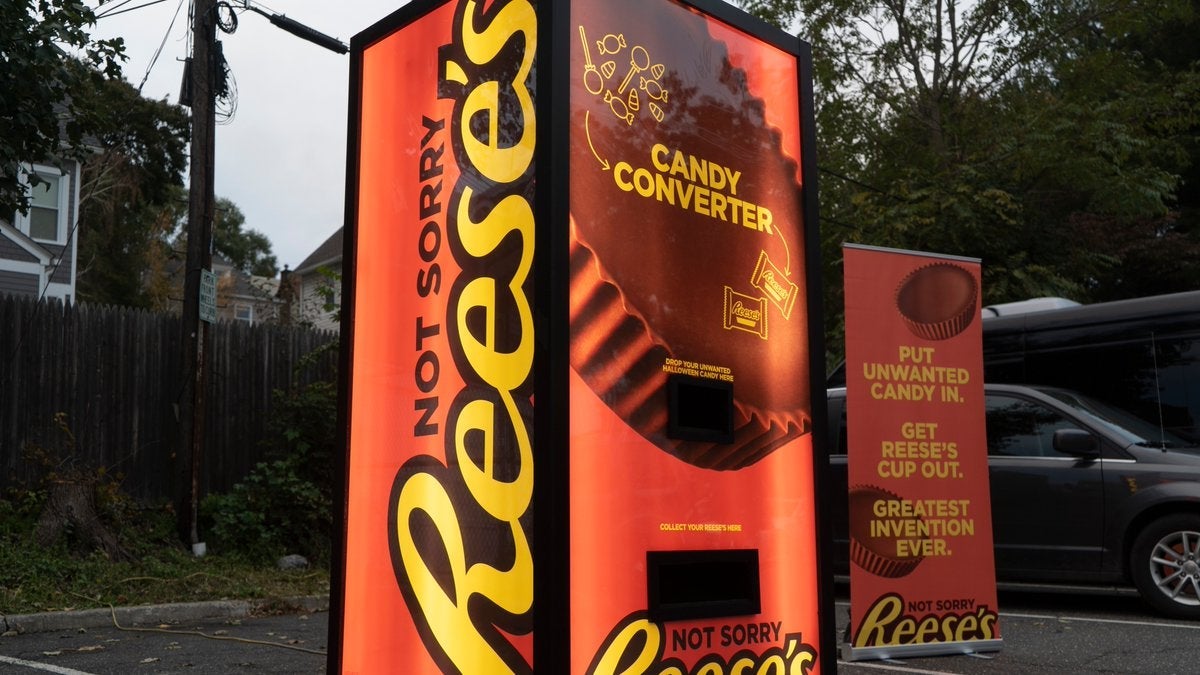 NOT SORRY
Reese's
CANDY
CONVERTER
Reese's
Reese's
DROP YOUR UNWANTED
HALLOWEEN CANDY HERE
COLLECT YOUR REESE'S HERE
NOT SORRY
Reese's
PUT
UNWANTED
CANDY IN.
GET
REESE'S
CUP OUT.
GREATEST
INVENTION
EVER.
NOT SORRY
Reese's